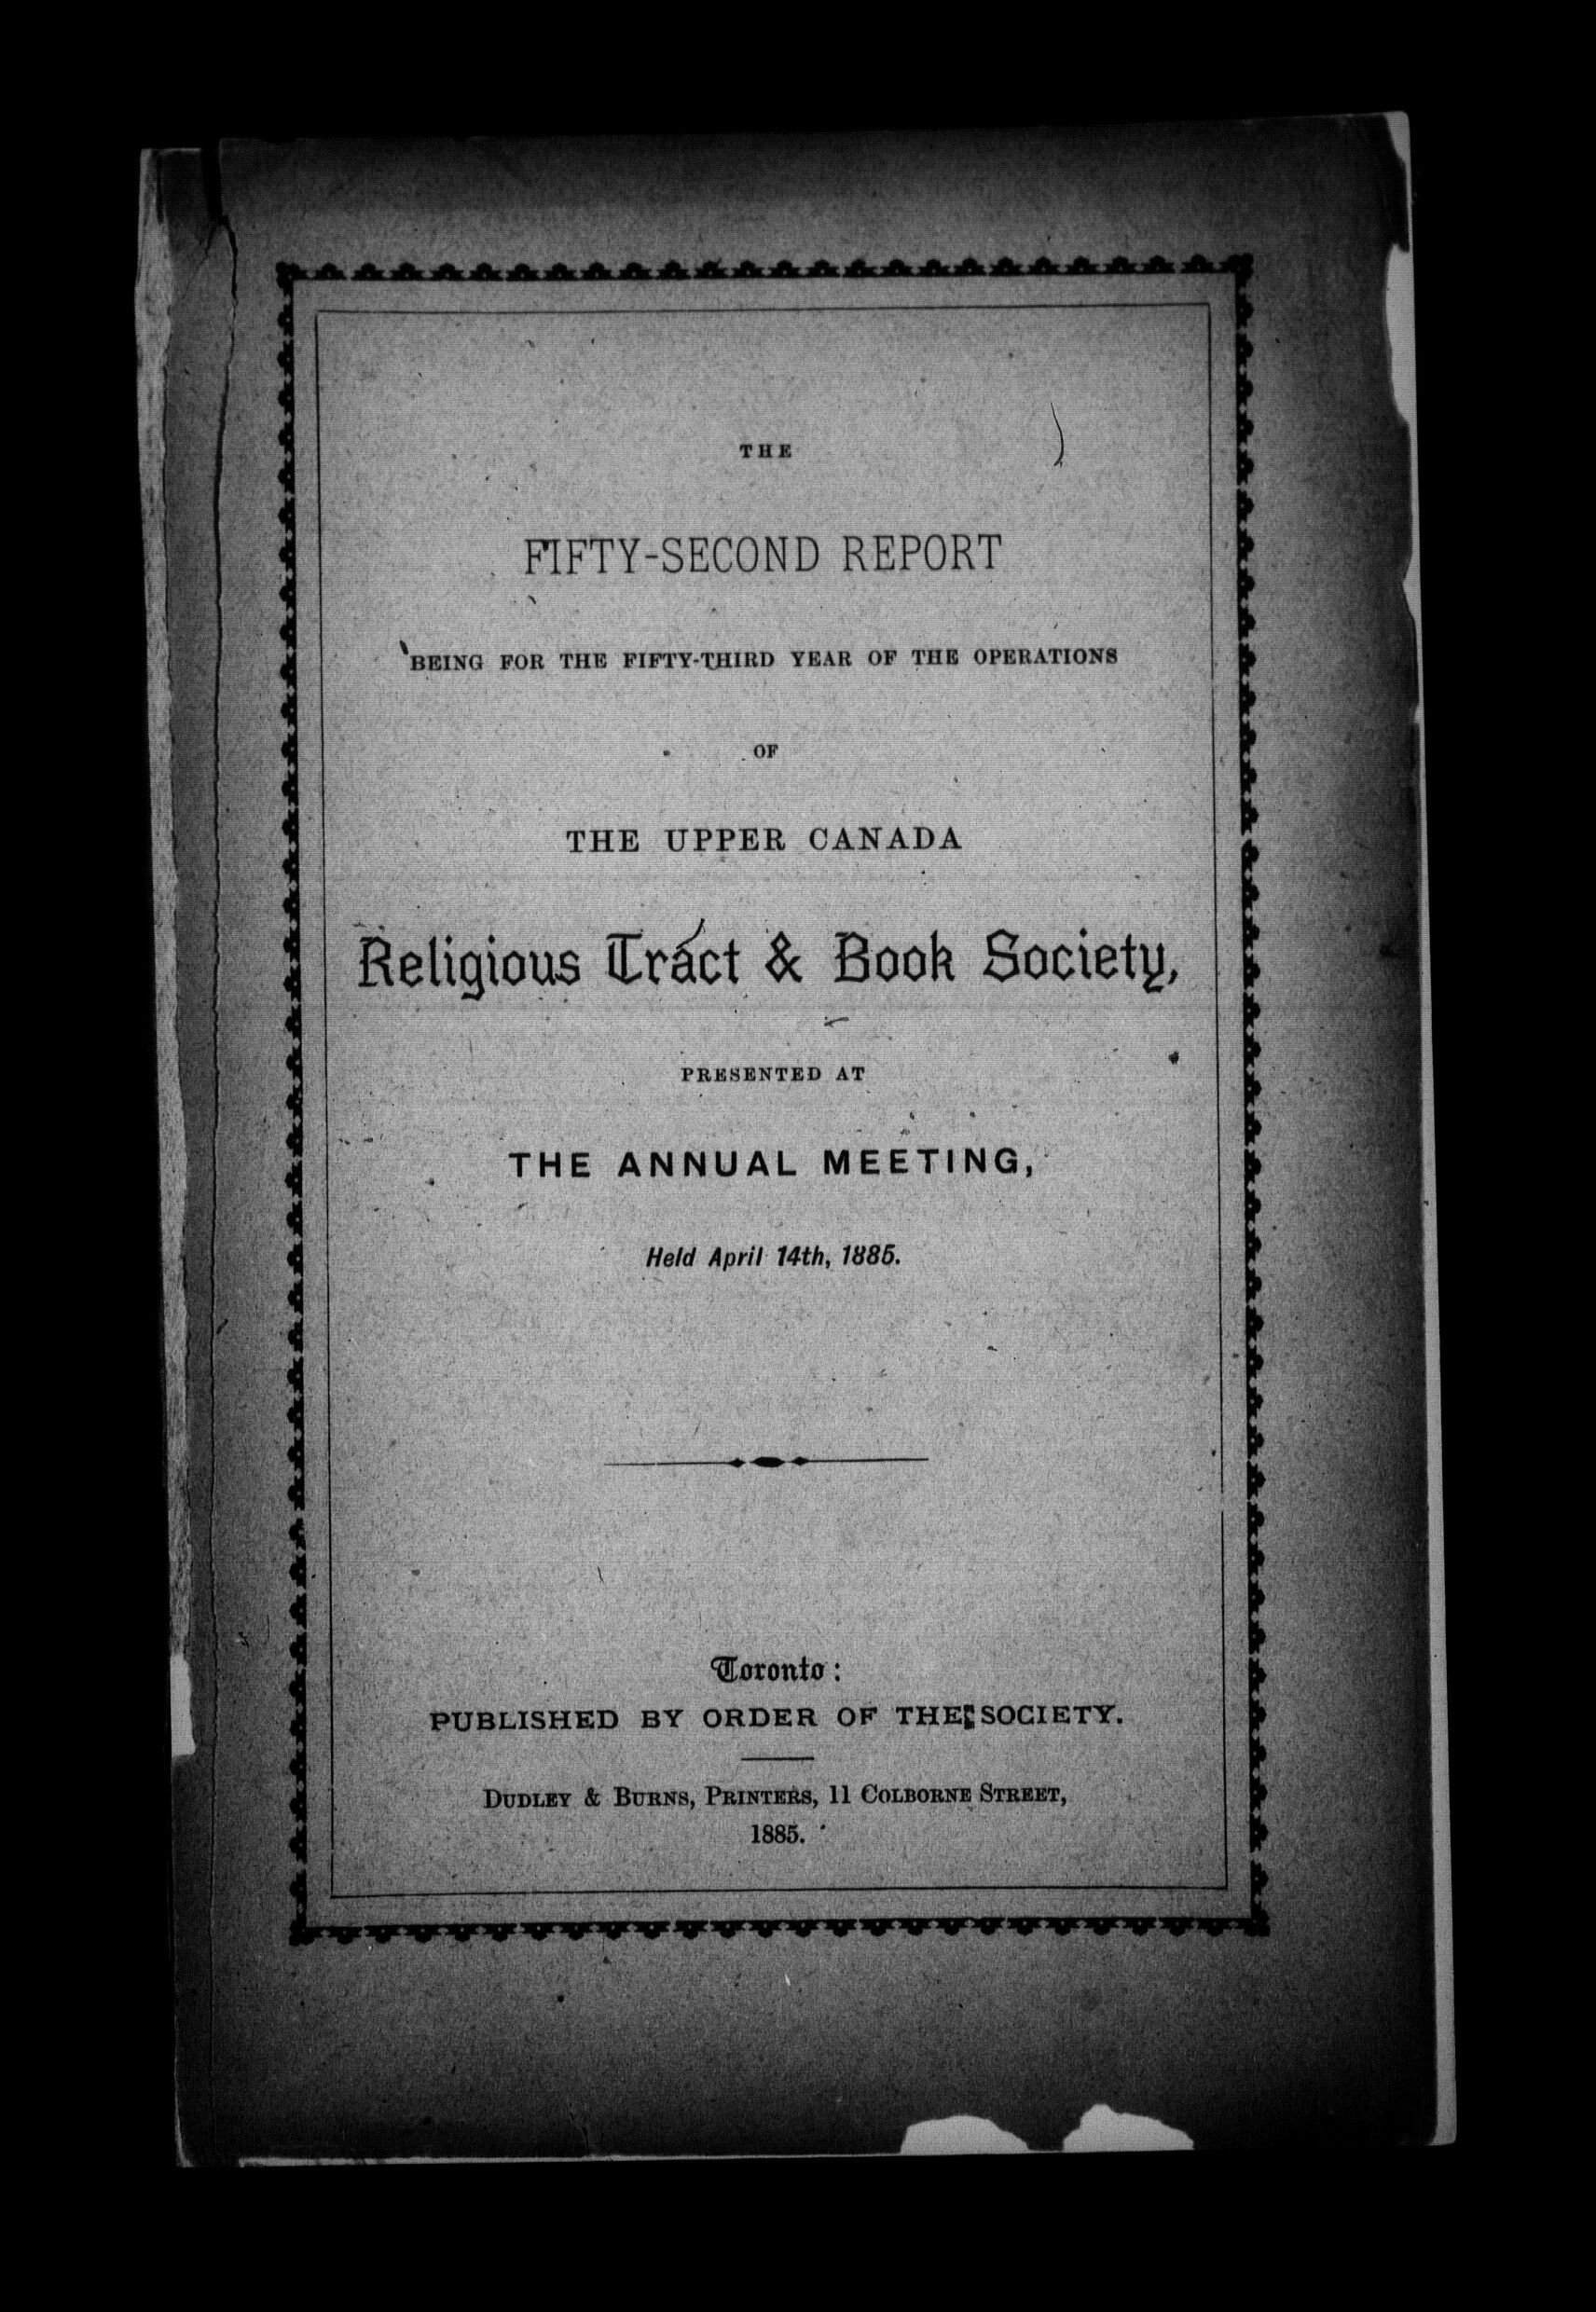 THE
FIFTY-SECOND REPORT
BEING FOR THE FIFTY-THIRD YEAR OF THE OPERATIONS
OF
THE UPPER CANADA
Religious Tract & Book Society,
PRESENTED AT
THE ANNUAL MEETING,
Held April 14th, 1885.
Toronto:
PUBLISHED BY ORDER OF THE SOCIETY.
DUDLEY & BURNS, PRINTERS, 11 COLBORNE STREET,
1885.